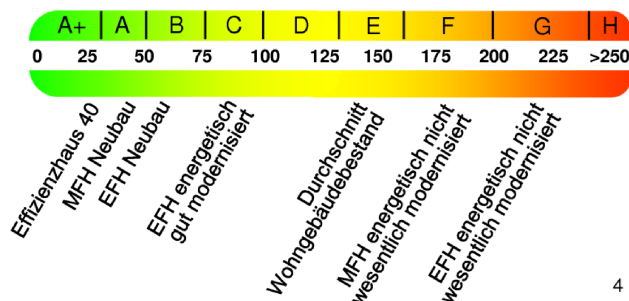 A+ A B C D E F G H
0 25 50 75 100 125 150 175 200 225 >250
Effizienzhaus 40
MFH Neubau
EFH Neubau
EFH energetisch
gut modernisiert
Durchschnitt
Wohngebäudebestand
MFH energetisch nicht
wesentlich modernisiert
EFH energetisch nicht
wesentlich modernisiert
4